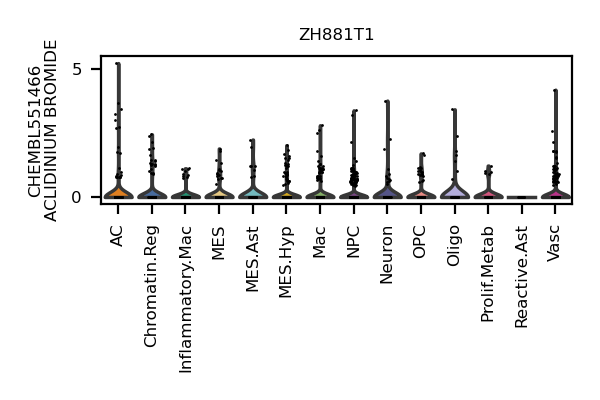 ZH881T1
CHEMBL551466
ACLIDINIUM BROMIDE
5
0
AC
Chromatin.Reg
Inflammatory.Mac
MES
MES.Ast
MES.Hyp
Mac
NPC
Neuron
OPC
Oligo
Prolif.Metab
Reactive.Ast
Vasc